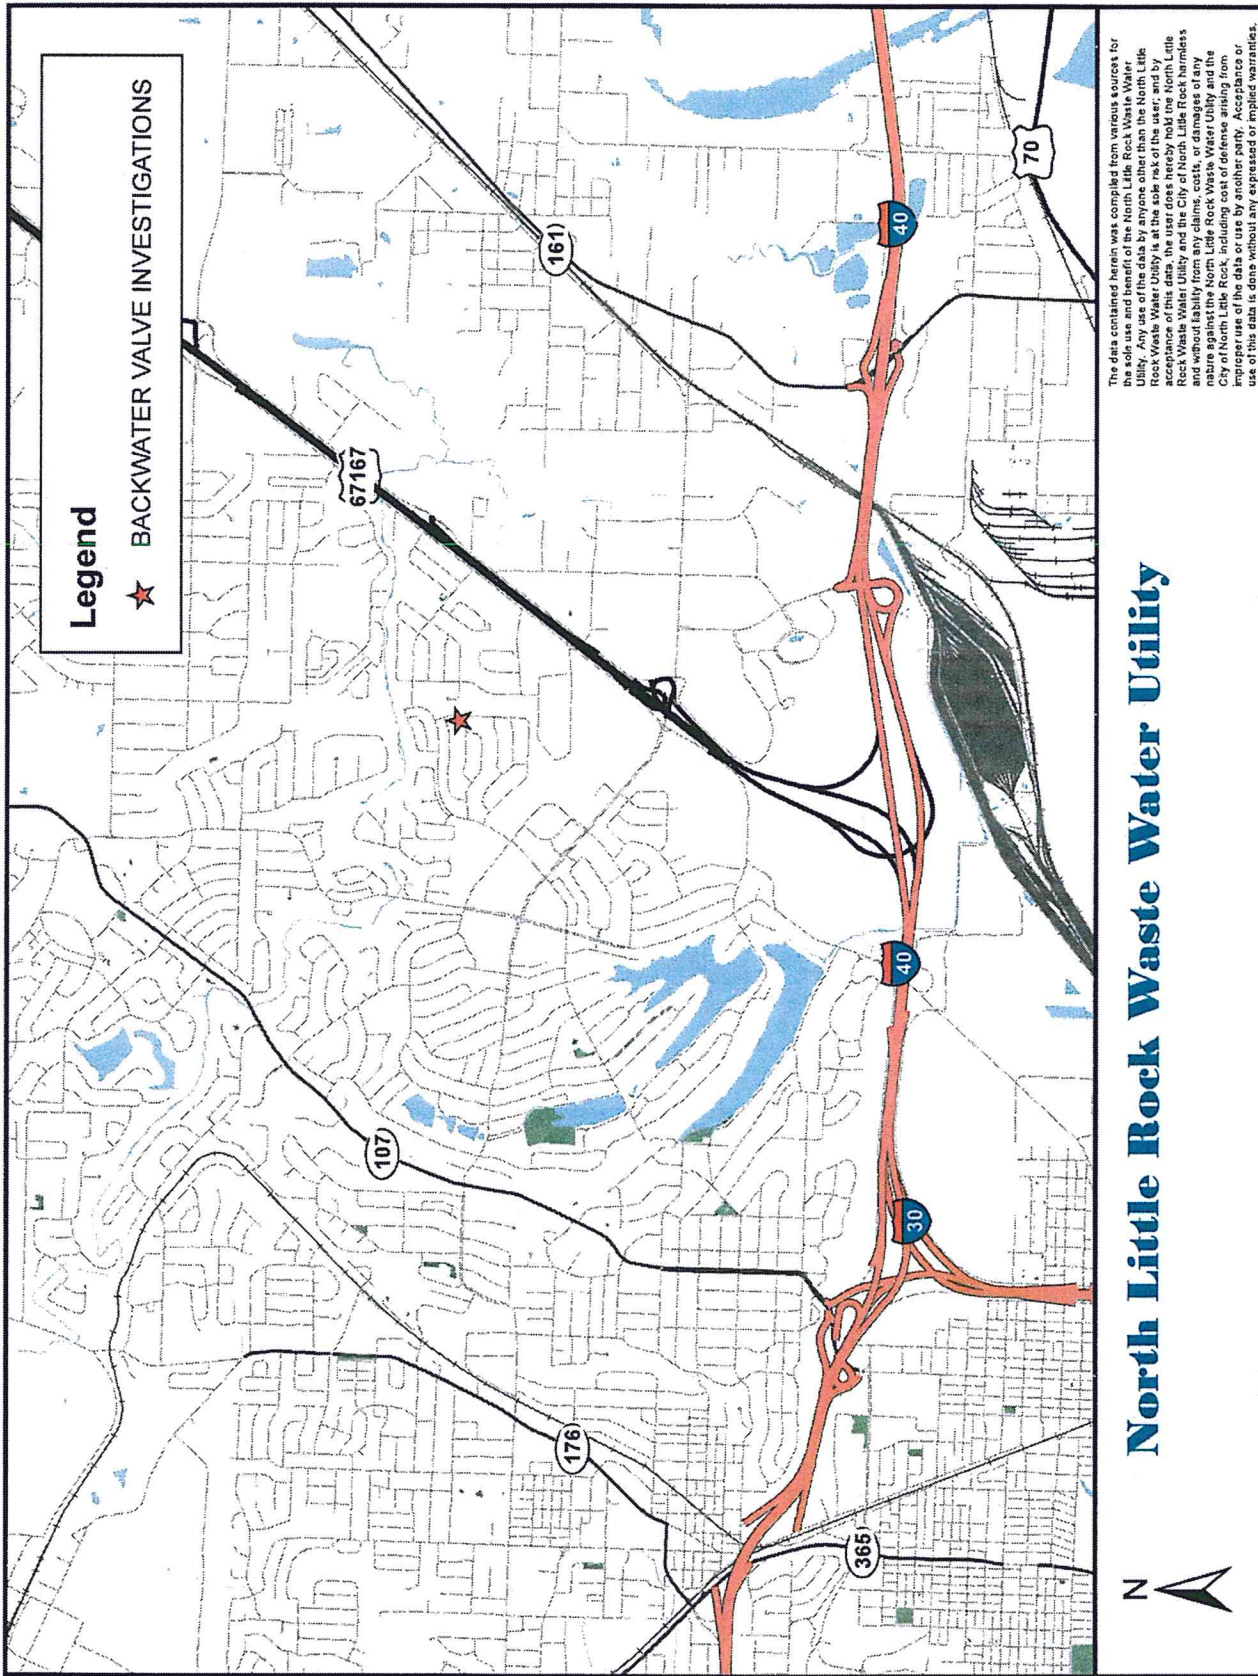 Legend
BACKWATER VALVE INVESTIGATIONS
67167
161
107
176
40
40
30
365
70
N
North Little Rock Waste Water Utility
The data contained herein was compiled from various sources for
the sole use and benefit of the North Little Rock Waste Water
Utility. Any use of the data by anyone other than the North Little
Rock Waste Water Utility is at the sole risk of the user; and by
acceptance of this data, the user does hereby hold the North Little
Rock Waste Water Utility and the City of North Little Rock harmless
and without liability from any claims, costs, or damages of any
nature against the North Little Rock Waste Water Utility and the
City of North Little Rock, including cost of defense arising from
improper use of the data or use by another party. Acceptance or
use of this data is done without any expressed or implied warranties.